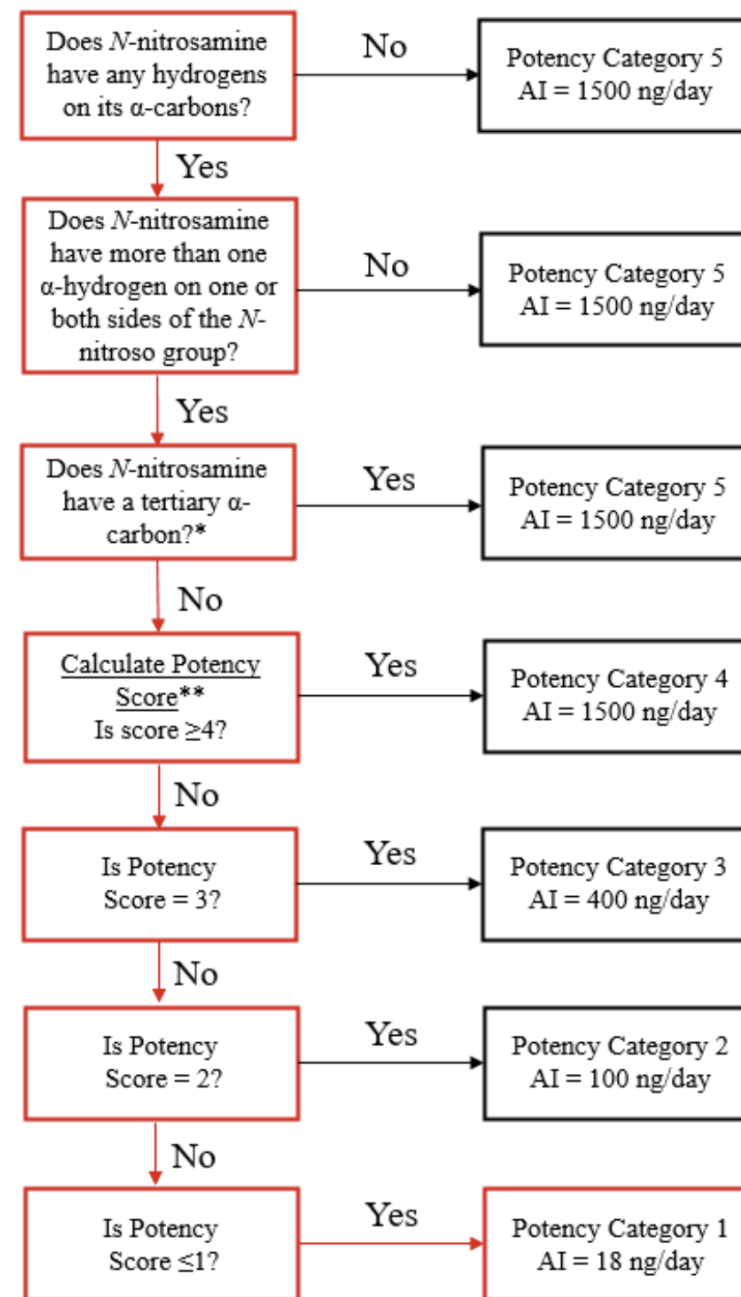 Does N-nitrosamine
have any hydrogens
on its α-carbons?
No
Potency Category 5
AI = 1500 ng/day
Yes
Does N-nitrosamine
have more than one
α-hydrogen on one or
both sides of the N-
nitroso group?
No
Potency Category 5
AI = 1500 ng/day
Yes
Does N-nitrosamine
have a tertiary α-
carbon?*
Yes
Potency Category 5
AI = 1500 ng/day
No
Calculate Potency
Score**
Is score ≥4?
Yes
Potency Category 4
AI = 1500 ng/day
No
Is Potency
Score = 3?
Yes
Potency Category 3
AI = 400 ng/day
No
Is Potency
Score = 2?
Yes
Potency Category 2
AI = 100 ng/day
No
Is Potency
Score ≤1?
Yes
Potency Category 1
AI = 18 ng/day